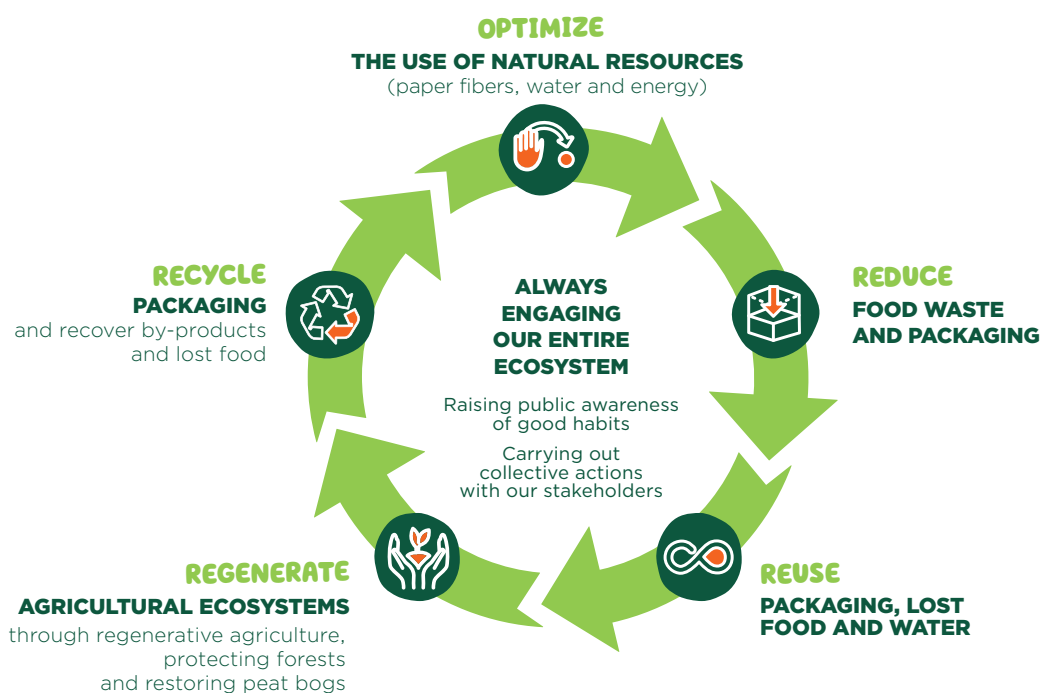 OPTIMIZE
THE USE OF NATURAL RESOURCES
(paper fibers, water and energy)
REDUCE
FOOD WASTE
AND PACKAGING
REUSE
PACKAGING, LOST
FOOD AND WATER
REGENERATE
AGRICULTURAL ECOSYSTEMS
through regenerative agriculture,
protecting forests
and restoring peat bogs
RECYCLE
PACKAGING
and recover by-products
and lost food
ALWAYS
ENGAGING
OUR ENTIRE
ECOSYSTEM
Raising public awareness
of good habits
Carrying out
collective actions
with our stakeholders